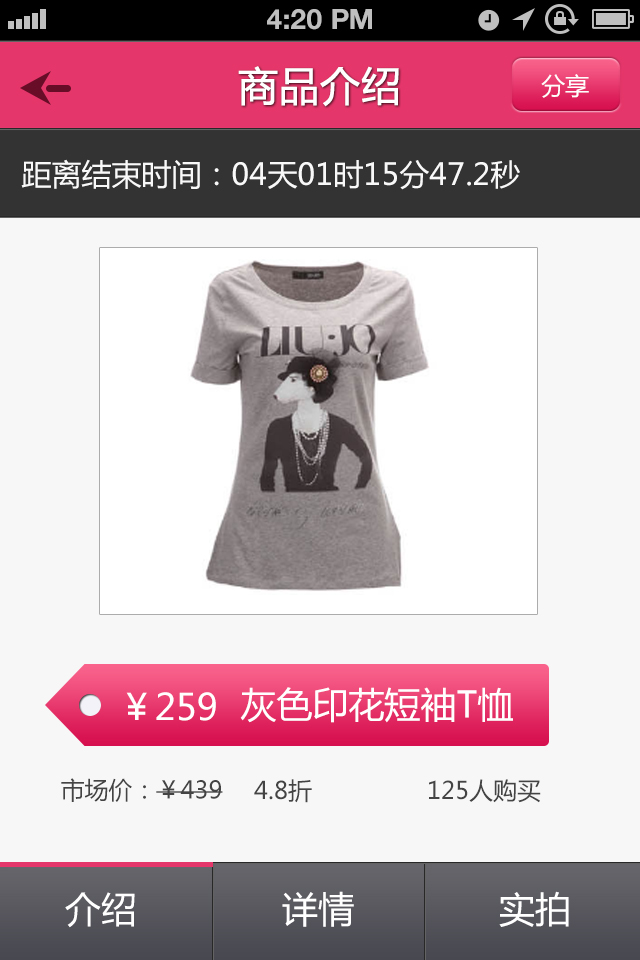 4:20 PM
商品介绍
分享
距离结束时间：04天01时15分47.2秒
LIU·JO
￥259 灰色印花短袖T恤
市场价：￥439 4.8折 125人购买
介绍 详情 实拍